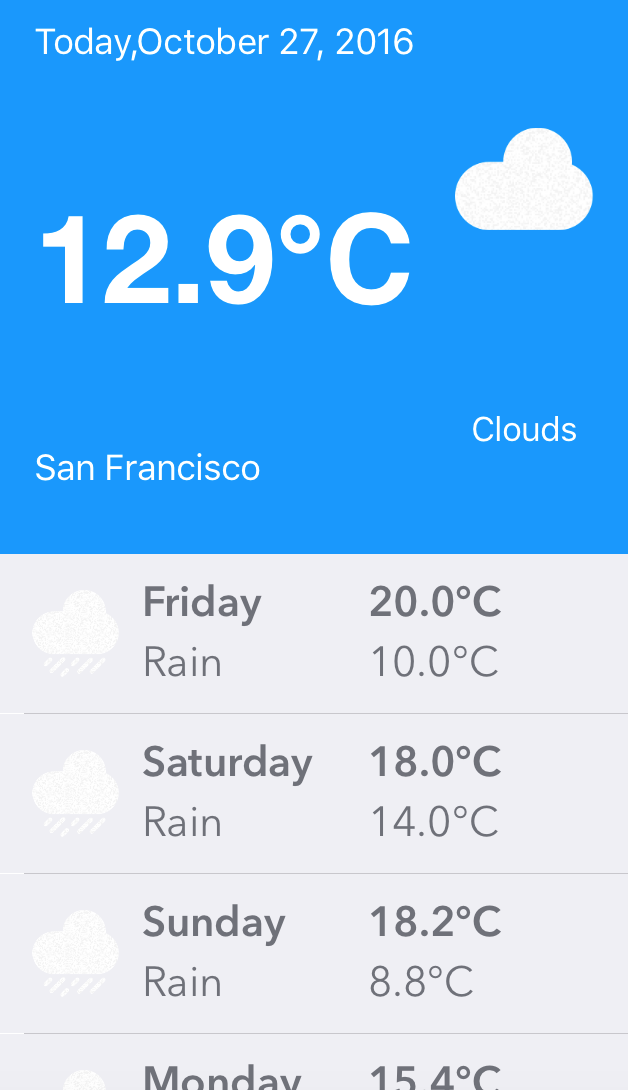 Today,October 27, 2016
12.9°C
Clouds
San Francisco
Friday 20.0°C
Rain 10.0°C
Saturday 18.0°C
Rain 14.0°C
Sunday 18.2°C
Rain 8.8°C
Monday 15.4°C